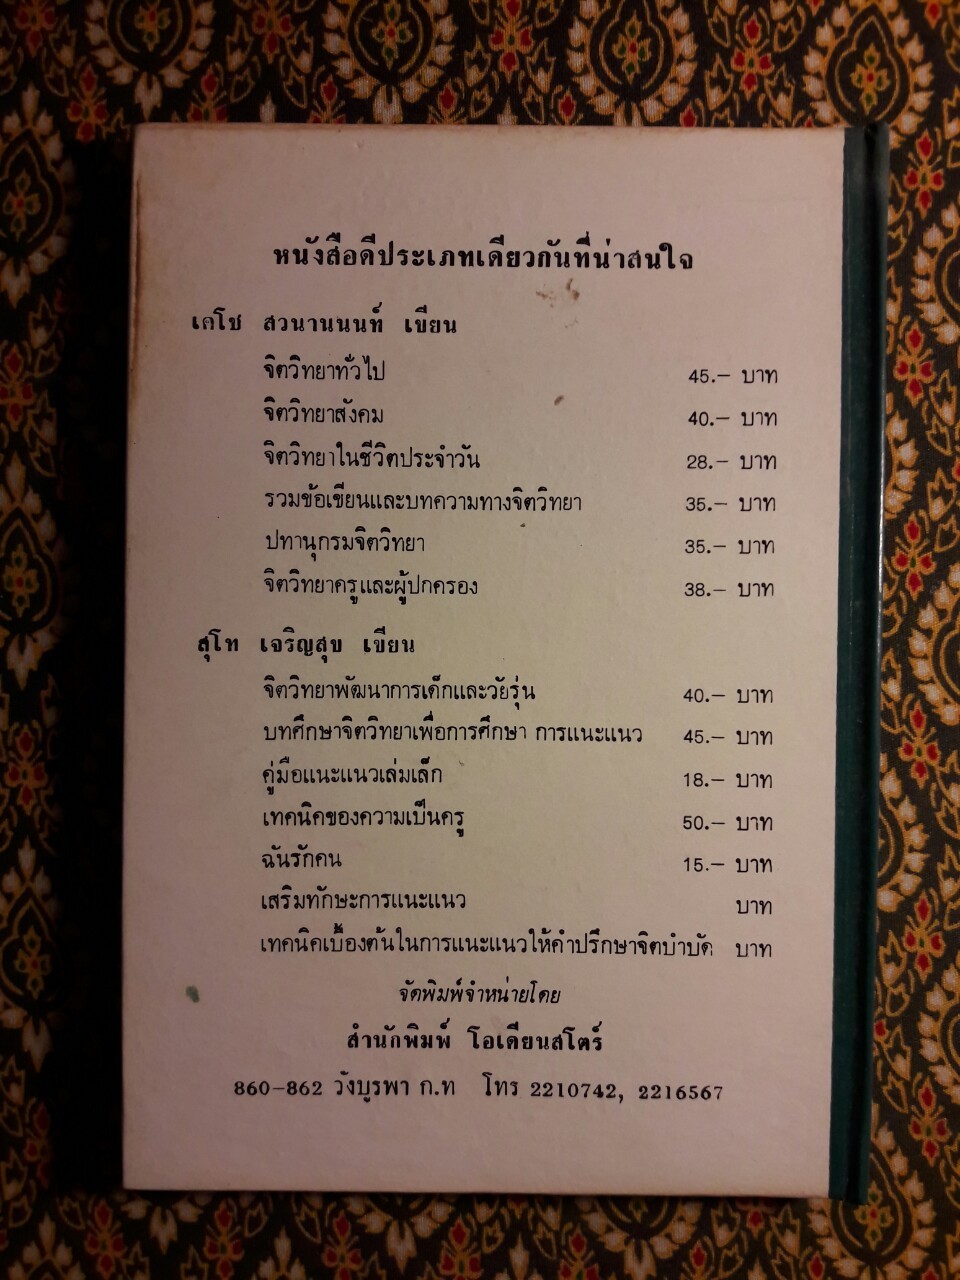 หนังสือดีประเภทเดียวกันที่น่าสนใจ
เดโช สวนานนนท์ เขียน
จิตวิทยาทั่วไป 45.– บาท
จิตวิทยาสังคม 40.– บาท
จิตวิทยาในชีวิตประจำวัน 28.– บาท
รวมข้อเขียนและบทความทางจิตวิทยา 35.– บาท
ปทานุกรมจิตวิทยา 35.– บาท
จิตวิทยาครูและผู้ปกครอง 38.– บาท
สุโท เจริญสุข เขียน
จิตวิทยาพัฒนาการเด็กและวัยรุ่น 40.– บาท
บทศึกษาจิตวิทยาเพื่อการศึกษา การแนะแนว 45.– บาท
คู่มือแนะแนวเล่มเล็ก 18.– บาท
เทคนิคของความเป็นครู 50.– บาท
ฉันรักคน 15.– บาท
เสริมทักษะการแนะแนว บาท
เทคนิคเบื้องต้นในการแนะแนวให้คำปรึกษาจิตบำบัด บาท
จัดพิมพ์จำหน่ายโดย
สำนักพิมพ์ โอเดียนสโตร์
860–862 วังบูรพา ก.ท โทร 2210742, 2216567